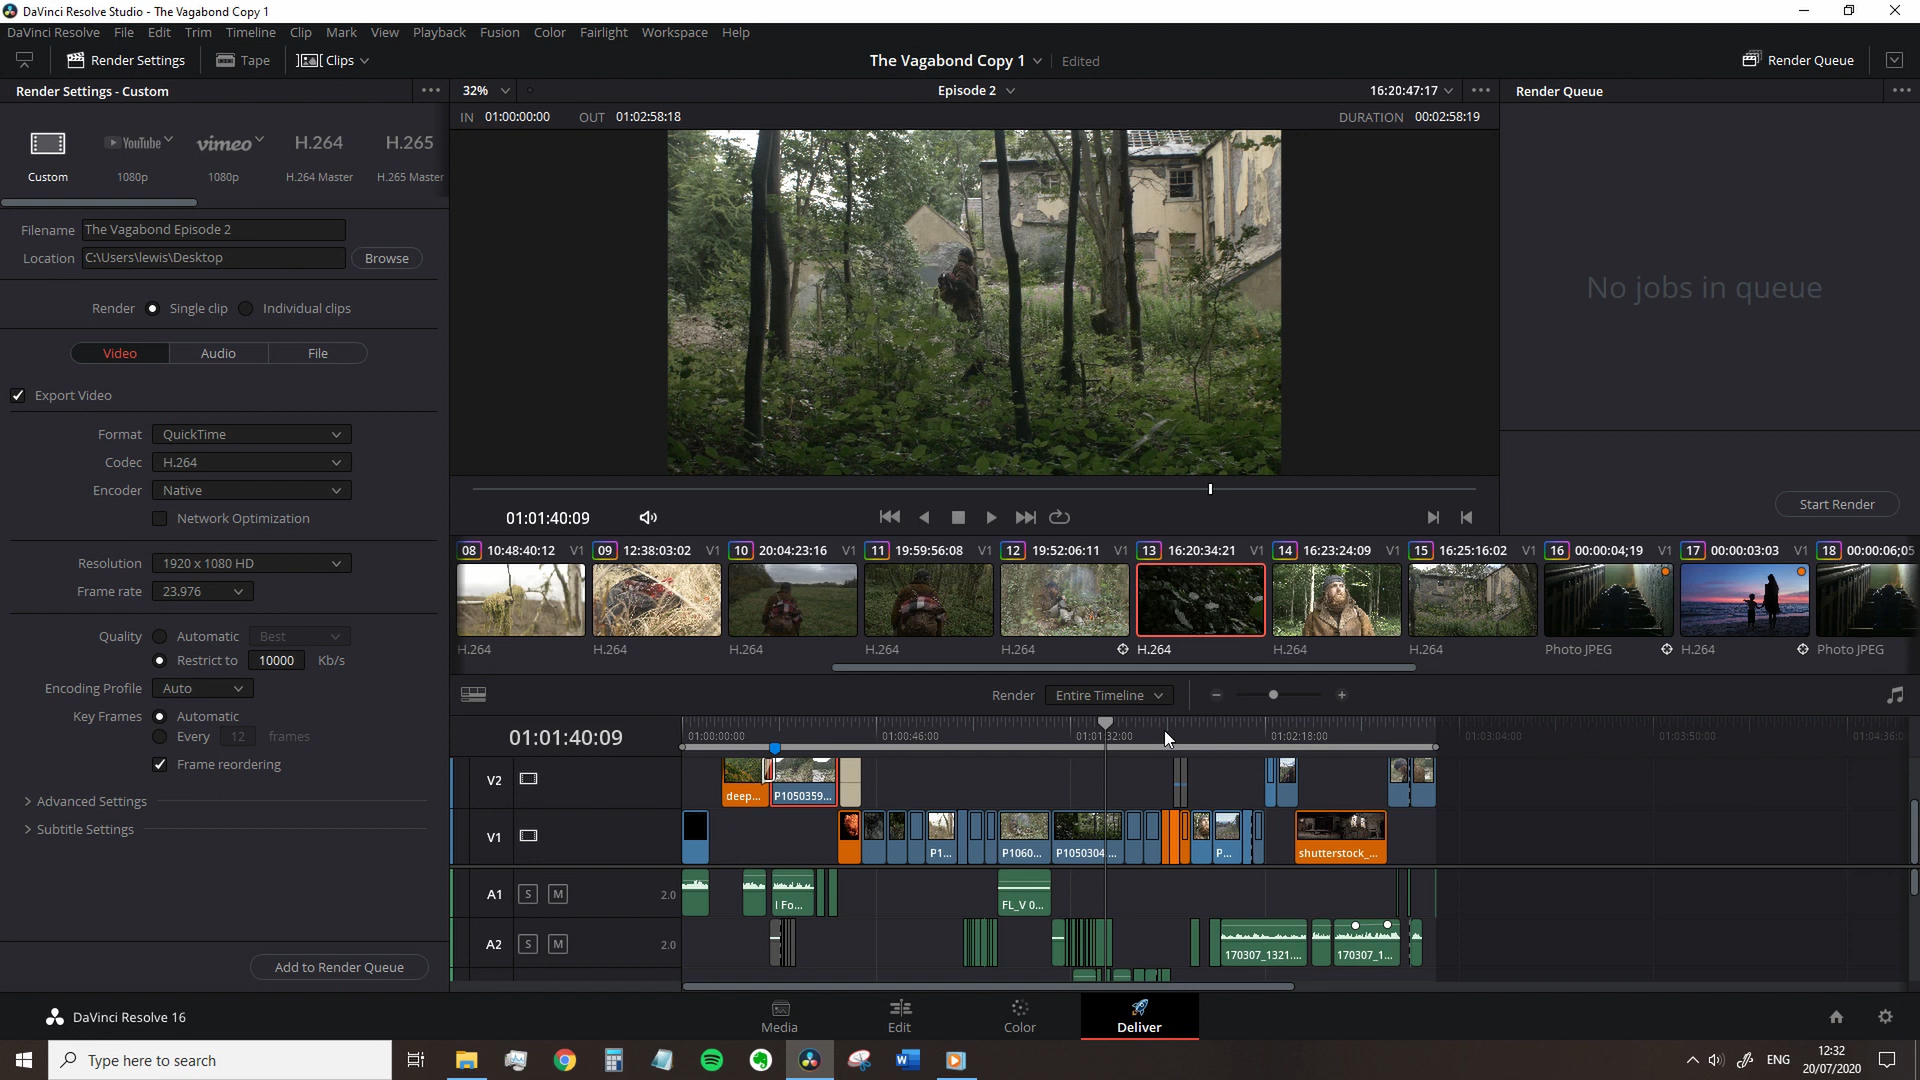 DaVinci Resolve Studio - The Vagabond Copy 1
DaVinci Resolve File Edit Trim Timeline Clip Mark View Playback Fusion Color Fairlight Workspace Help
Render Settings Tape Clips The Vagabond Copy 1 Edited Render Queue
Render Settings - Custom 32% Episode 2 16:20:47:17 Render Queue
IN 01:00:00:00 OUT 01:02:58:18 DURATION 00:02:58:19
YouTube vimeo H.264 H.265
Custom 1080p 1080p H.264 Master H.265 Master
Filename The Vagabond Episode 2
Location C:\Users\lewis\Desktop Browse
No jobs in queue
Render Single clip Individual clips
Video Audio File
Export Video
Format QuickTime
Codec H.264
Encoder Native
Start Render
01:01:40:09
Network Optimization
08 10:48:40:12 V1 09 12:38:03:02 V1 10 20:04:23:16 V1 11 19:59:56:08 V1 12 19:52:06:11 V1 13 16:20:34:21 V1 14 16:23:24:09 V1 15 16:25:16:02 V1 16 00:00:04;19 V1 17 00:00:03:03 V1 18 00:00:06;05
Resolution 1920 x 1080 HD
Frame rate 23.976
Quality Automatic Best
H.264 H.264 H.264 H.264 H.264 H.264 H.264 H.264 Photo JPEG H.264 Photo JPEG
Restrict to 10000 Kb/s
Encoding Profile Auto
Render Entire Timeline
Key Frames Automatic
Every 12 frames
01:01:40:09 01:00:00:00 01:00:46:00 01:01:32:00 01:02:18:00 01:03:04:00 01:03:50:00 01:04:36:0
Frame reordering
V2 deep... P1050359...
Advanced Settings
Subtitle Settings
V1 P1... P1060... P1050304... P... shutterstock_...
A1 S M 2.0 I Fo... FL_V 0...
A2 S M 2.0 170307_1321.... 170307_1...
Add to Render Queue
DaVinci Resolve 16 Media Edit Color Deliver
Type here to search
W
ENG
12:32
20/07/2020